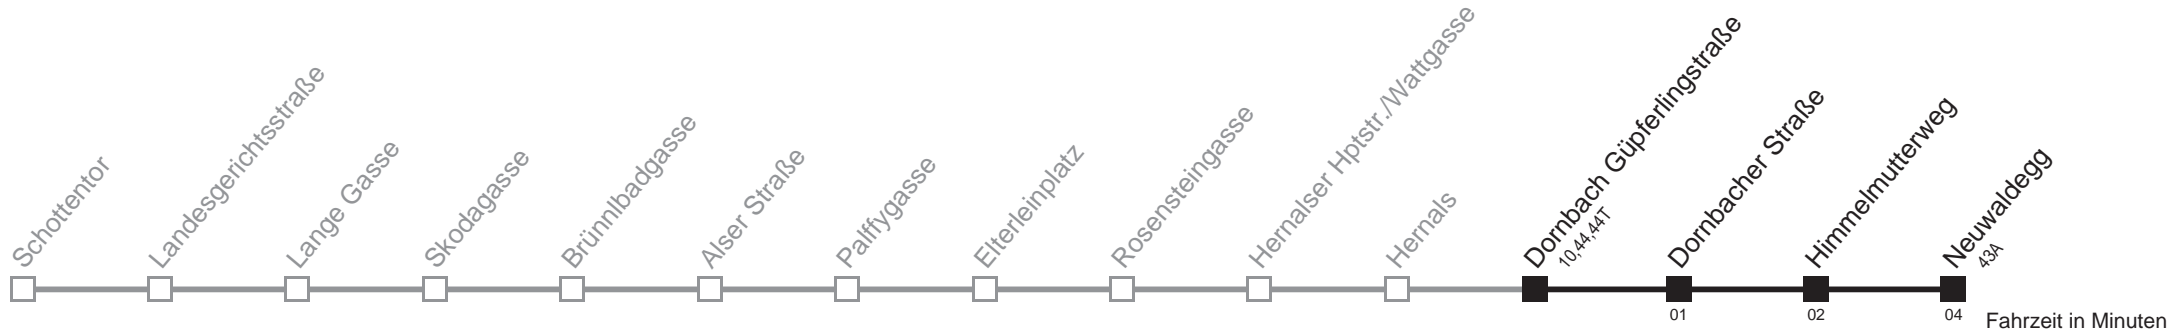 Schottentor
Landesgerichtsstraße
Lange Gasse
Skodagasse
Brünnlbadgasse
Alser Straße
Palffygasse
Elterleinplatz
Rosensteingasse
Hernalser Hptstr./Wattgasse
Hernals
Dornbach Güpferlingstraße
10,44,44T
Dornbacher Straße
Himmelmutterweg
Neuwaldegg
43A
01
02
04
Fahrzeit in Minuten